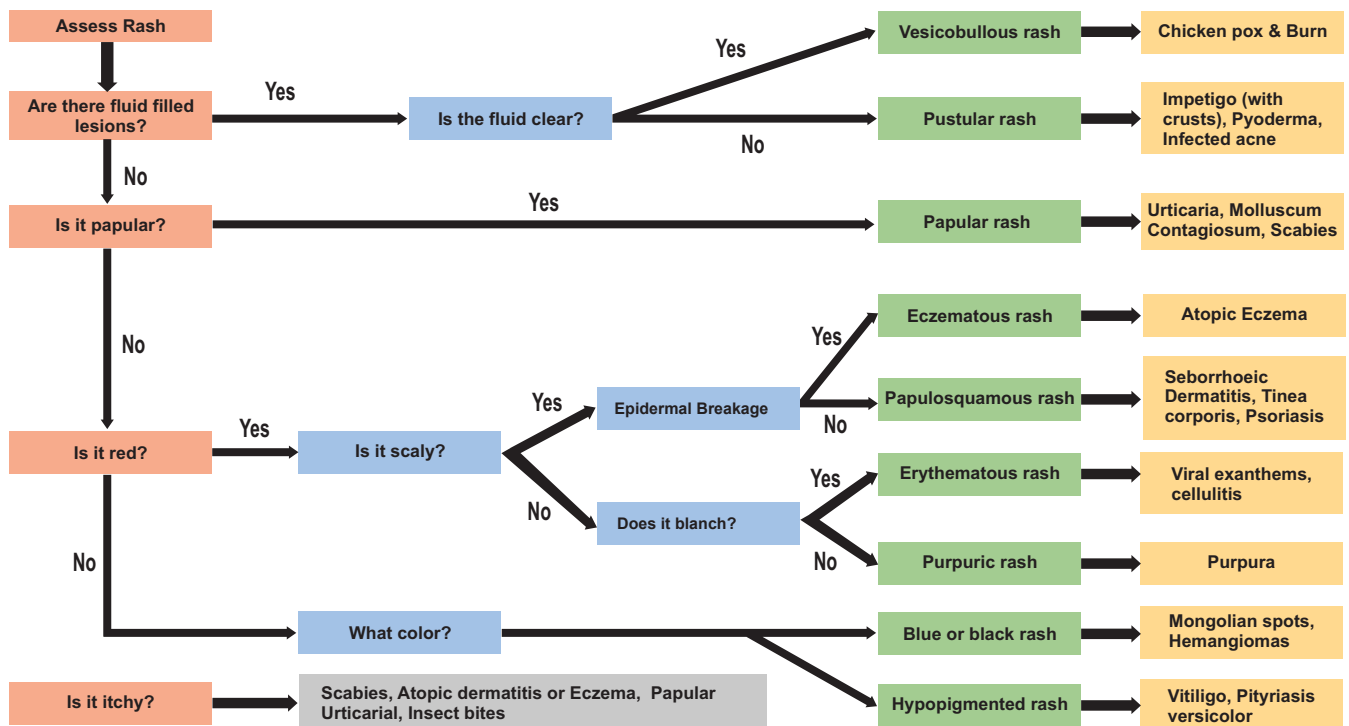 Assess Rash
Are there fluid filled
lesions?
Yes
Is the fluid clear?
Yes
Vesicobullous rash
Chicken pox & Burn
No
Pustular rash
Impetigo (with
crusts), Pyoderma,
Infected acne
No
Is it papular?
Yes
Papular rash
Urticaria, Molluscum
Contagiosum, Scabies
No
Is it red?
Yes
Is it scaly?
Yes
Epidermal Breakage
Yes
Eczematous rash
Atopic Eczema
No
Papulosquamous rash
Seborrhoeic
Dermatitis, Tinea
corporis, Psoriasis
No
Does it blanch?
Yes
Erythematous rash
Viral exanthems,
cellulitis
No
Purpuric rash
Purpura
No
What color?
Blue or black rash
Mongolian spots,
Hemangiomas
Hypopigmented rash
Vitiligo, Pityriasis
versicolor
Is it itchy?
Scabies, Atopic dermatitis or Eczema, Papular
Urticarial, Insect bites